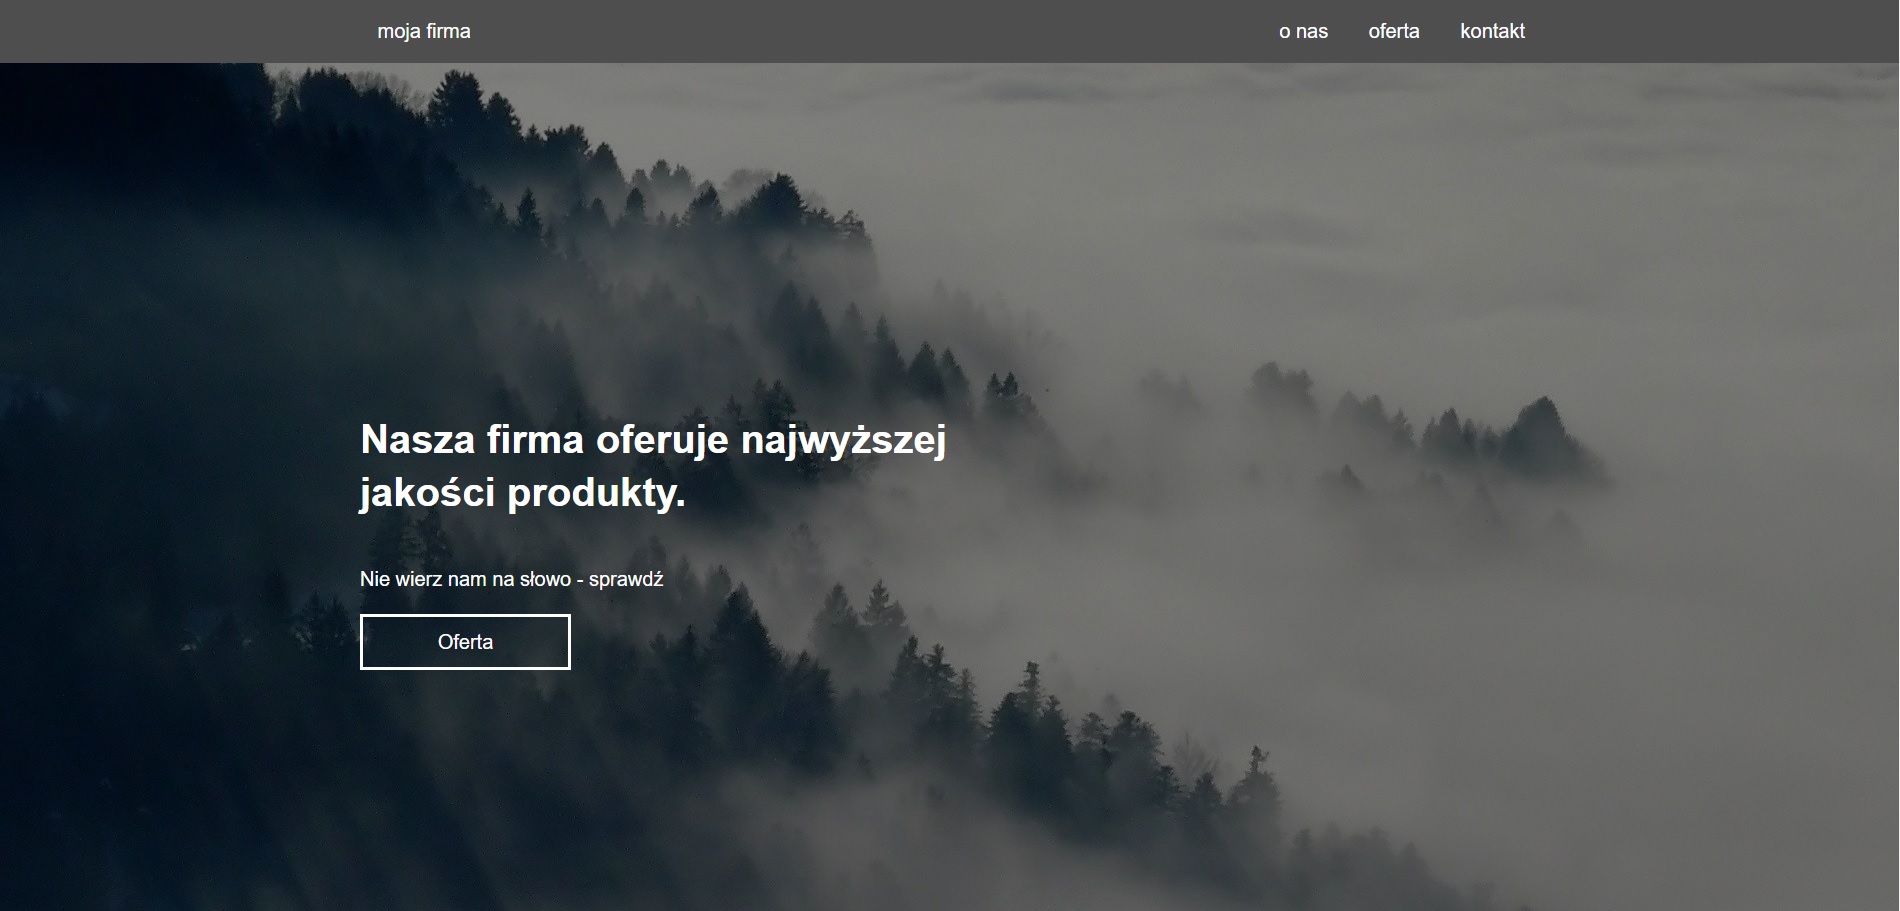 moja firma
o nas
oferta
kontakt
Nasza firma oferuje najwyższej
jakości produkty.
Nie wierz nam na słowo - sprawdź
Oferta